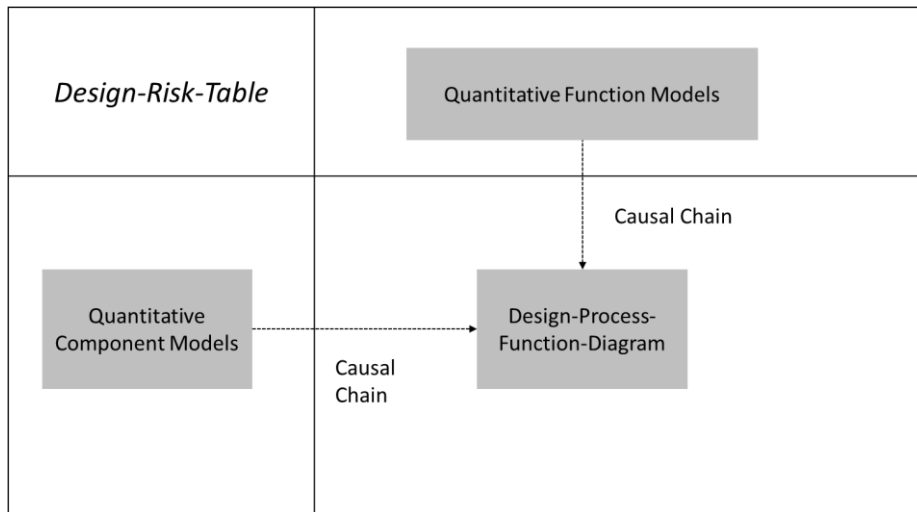 Design-Risk-Table
Quantitative Function Models
Causal Chain
Quantitative
Component Models
Causal
Chain
Design-Process-
Function-Diagram